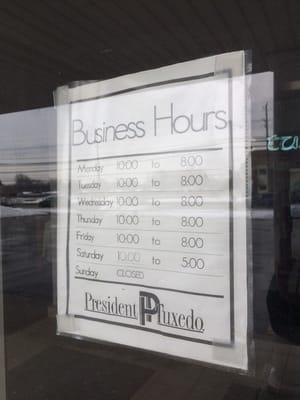 Business Hours
Monday 10:00 to 8:00
Tuesday 10:00 to 8:00
Wednesday 10:00 to 8:00
Thursday 10:00 to 8:00
Friday 10:00 to 8:00
Saturday 10:00 to 5:00
Sunday CLOSED
President Tuxedo